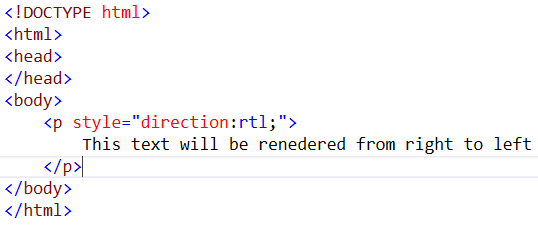 <!DOCTYPE html>
<html>
<head>
</head>
<body>
    <p style="direction:rtl;">
        This text will be renedered from right to left
    </p>
</body>
</html>